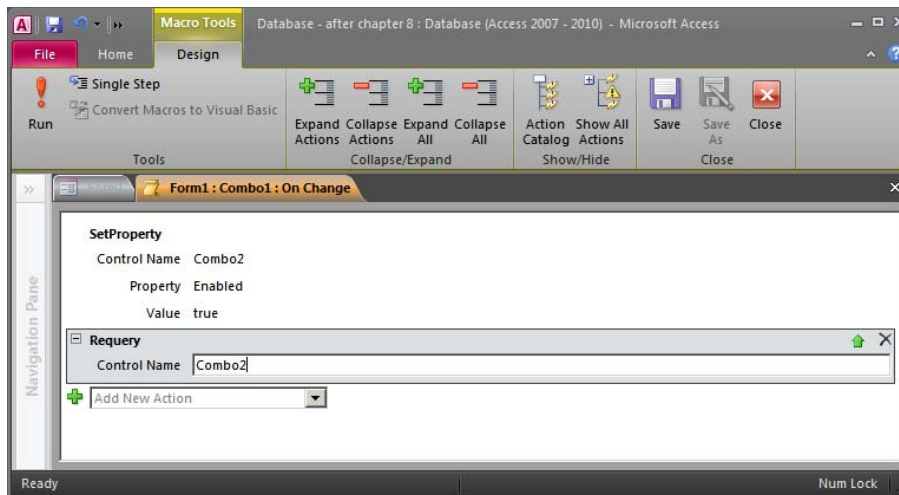 Macro Tools
Database - after chapter 8 : Database (Access 2007 - 2010) - Microsoft Access
File
Home
Design
Run
Single Step
Convert Macros to Visual Basic
Tools
Expand Actions
Collapse Actions
Expand All
Collapse All
Collapse/Expand
Action Catalog
Show All Actions
Show/Hide
Save
Save As
Close
Close
Form1 : Combo1 : On Change
Navigation Pane
SetProperty
Control Name Combo2
Property Enabled
Value true
Requery
Control Name Combo2
Add New Action
Ready
Num Lock